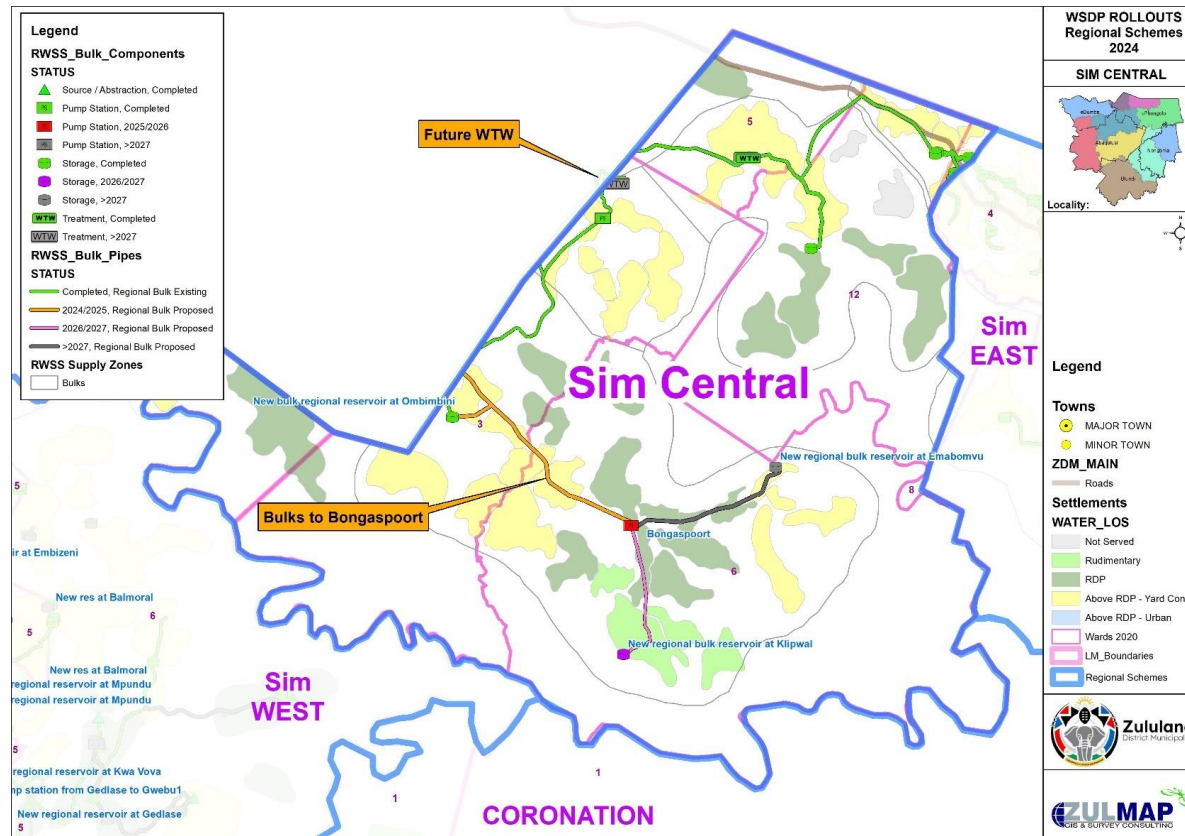 Legend
RWSS_Bulk_Components
STATUS
Source / Abstraction, Completed
Pump Station, Completed
Pump Station, 2025/2026
Pump Station, >2027
Storage, Completed
Storage, 2026/2027
Storage, >2027
WTW Treatment, Completed
WTW Treatment, >2027
RWSS_Bulk_Pipes
STATUS
Completed, Regional Bulk Existing
2024/2025, Regional Bulk Proposed
2026/2027, Regional Bulk Proposed
>2027, Regional Bulk Proposed
RWSS Supply Zones
Bulks
Future WTW
WTW
WTW
5
4
12
Sim
EAST
Sim Central
New bulk regional reservoir at Ombimbini
3
New regional bulk reservoir at Emabomvu
8
Bulks to Bongaspoort
Bongaspoort
6
New regional bulk reservoir at Klipwal
5
ir at Embizeni
New res at Balmoral
5
6
New res at Balmoral
regional reservoir at Mpundu
regional reservoir at Mpundu
Sim
WEST
5
regional reservoir at Kwa Vova
mp station from Gedlase to Gwebu1
New regional reservoir at Gedlase
5
1
1
CORONATION
WSDP ROLLOUTS
Regional Schemes
2024
SIM CENTRAL
eDumbe
uPhongolo
Abaqulusi
Nongoma
Ulundi
Locality:
N
W
S
Legend
Towns
MAJOR TOWN
MINOR TOWN
ZDM_MAIN
Roads
Settlements
WATER_LOS
Not Served
Rudimentary
RDP
Above RDP - Yard Con
Above RDP - Urban
Wards 2020
LM_Boundaries
Regional Schemes
Zululan
District Municipal
ZULMAP
GIS & SURVEY CONSULTING